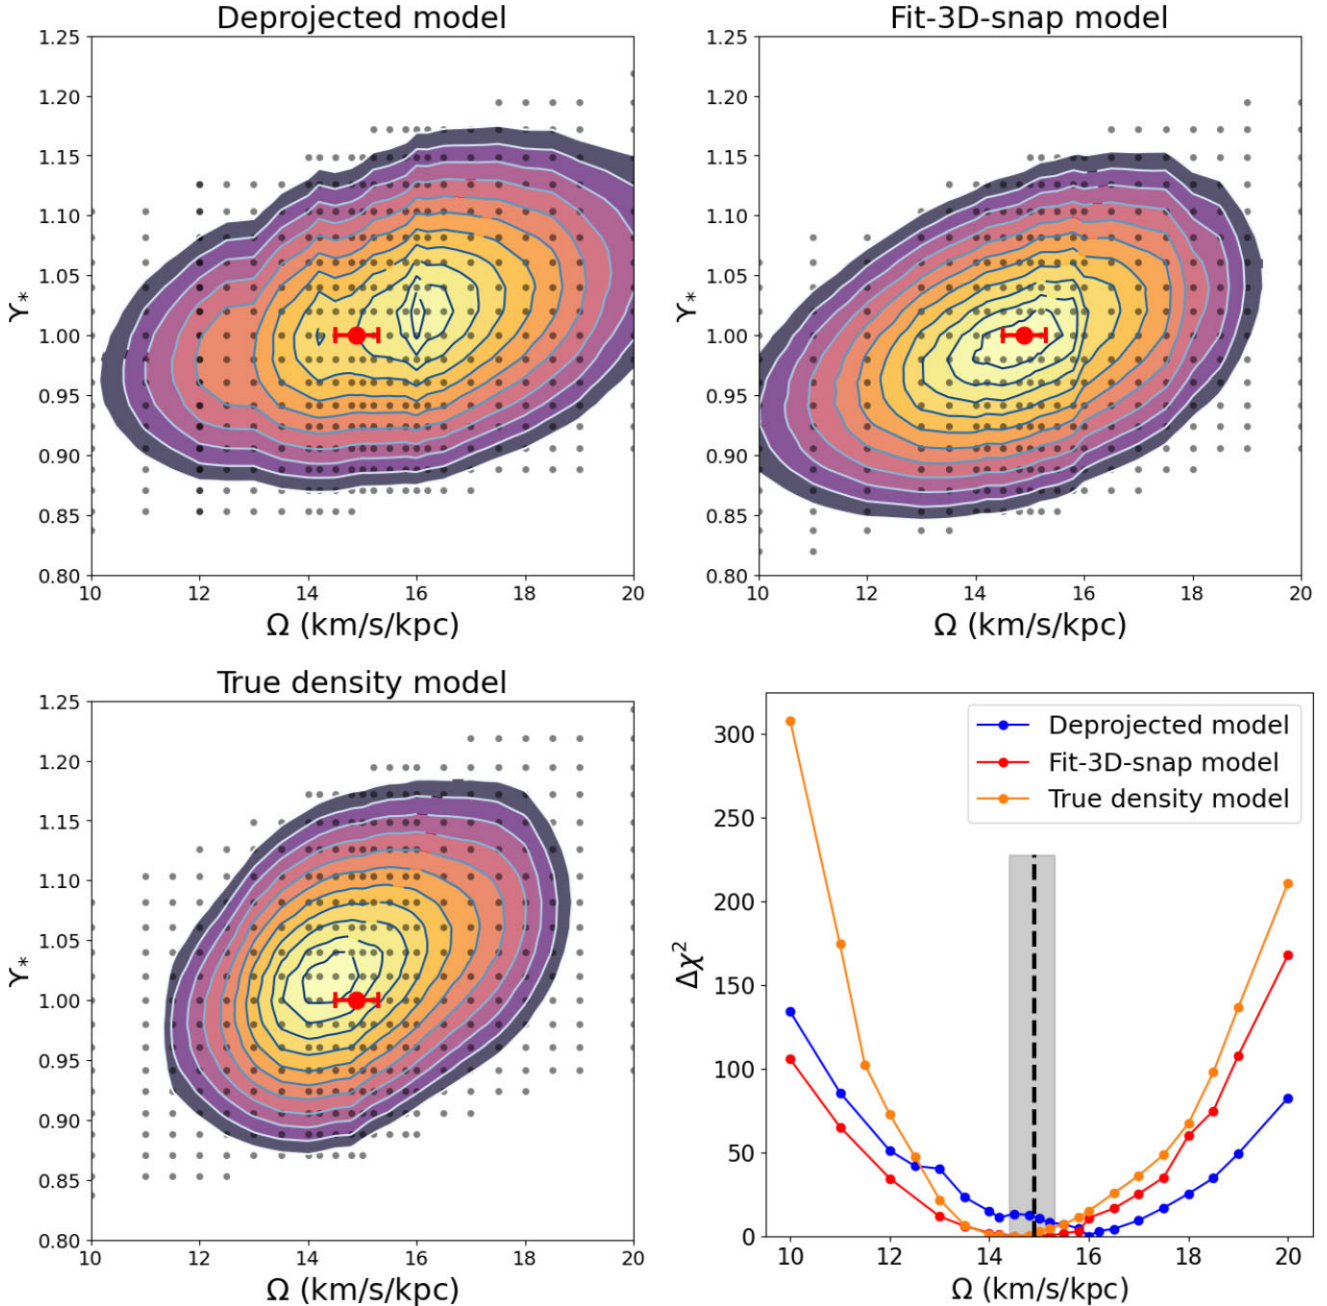 Deprojected model
1.25
1.20
1.15
1.10
1.05
1.00
0.95
0.90
0.85
0.80
ϒ*
10 12 14 16 18 20
Ω (km/s/kpc)
Fit-3D-snap model
1.25
1.20
1.15
1.10
1.05
1.00
0.95
0.90
0.85
0.80
ϒ*
10 12 14 16 18 20
Ω (km/s/kpc)
True density model
1.25
1.20
1.15
1.10
1.05
1.00
0.95
0.90
0.85
0.80
ϒ*
10 12 14 16 18 20
Ω (km/s/kpc)
Deprojected model
Fit-3D-snap model
True density model
300
250
200
150
100
50
0
Δχ²
10 12 14 16 18 20
Ω (km/s/kpc)